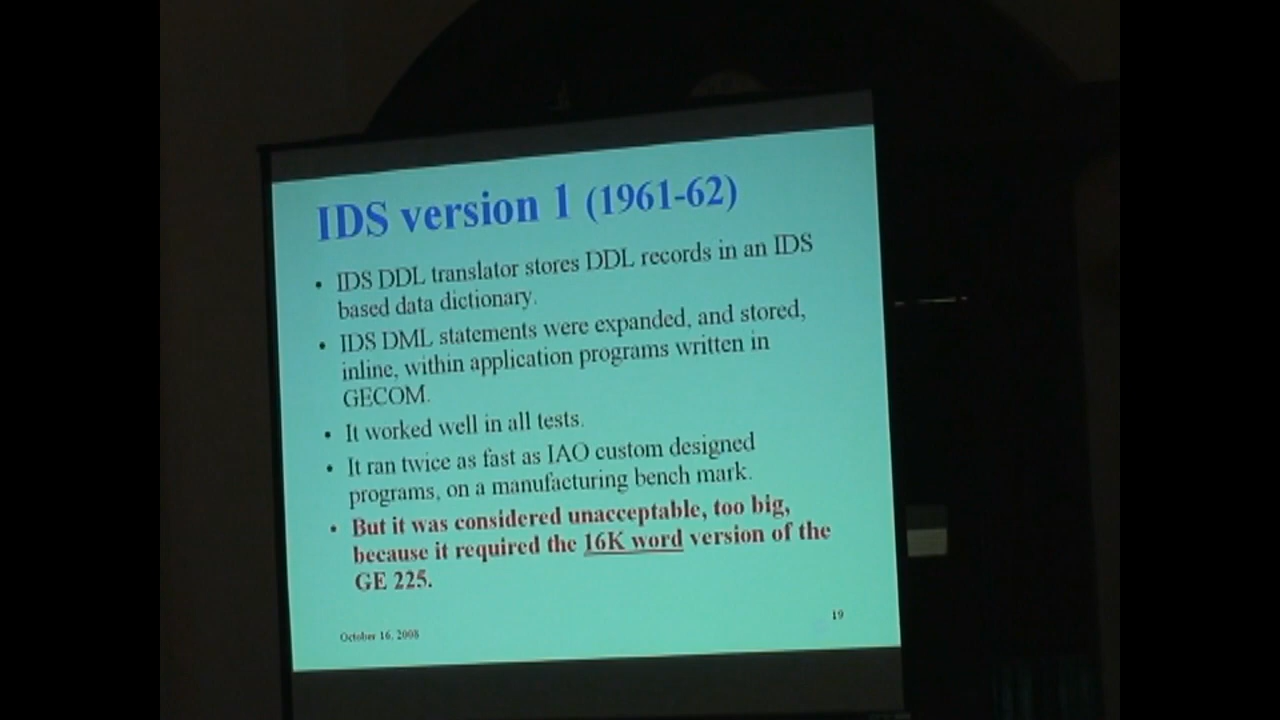 IDS version 1 (1961-62)
• IDS DDL translator stores DDL records in an IDS
based data dictionary.
• IDS DML statements were expanded, and stored,
inline, within application programs written in
GECOM.
• It worked well in all tests.
• It ran twice as fast as IAO custom designed
programs, on a manufacturing bench mark.
• But it was considered unacceptable, too big,
because it required the 16K word version of the
GE 225.
October 16, 2008
19